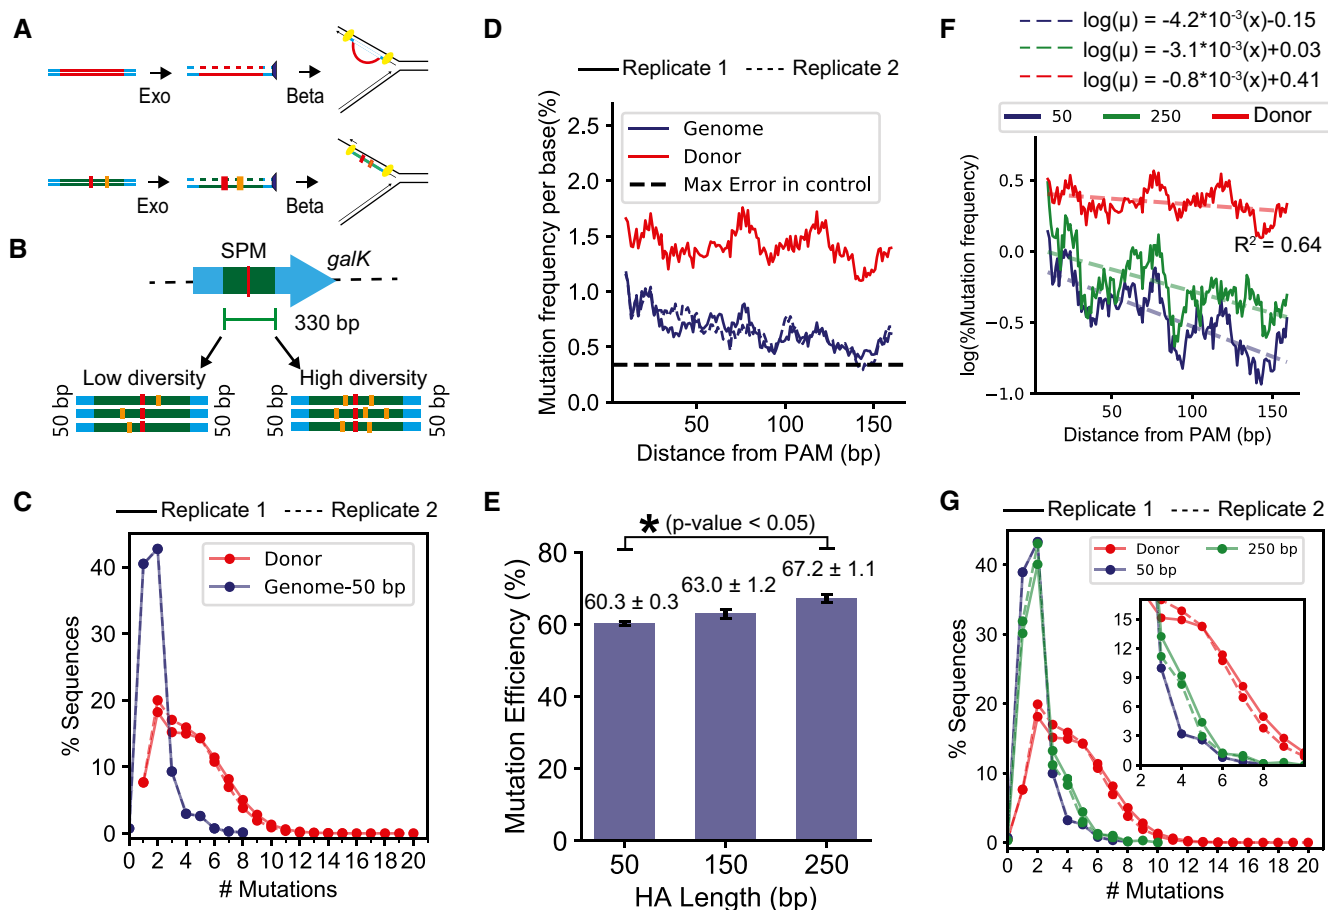 A
Exo
Beta
Exo
Beta
B
SPM
galK
330 bp
Low diversity
High diversity
50 bp
50 bp
50 bp
50 bp
C
Replicate 1
Replicate 2
Donor
Genome-50 bp
% Sequences
40
30
20
10
0
0 2 4 6 8 10 12 14 16 18 20
# Mutations
D
Replicate 1
Replicate 2
Genome
Donor
Max Error in control
Mutation frequency per base(%)
2.5
2.0
1.5
1.0
0.5
0.0
50 100 150
Distance from PAM (bp)
E
* (p-value < 0.05)
60.3 ± 0.3
63.0 ± 1.2
67.2 ± 1.1
Mutation Efficiency (%)
80
60
40
20
0
50 150 250
HA Length (bp)
F
log(μ) = -4.2*10-3(x)-0.15
log(μ) = -3.1*10-3(x)+0.03
log(μ) = -0.8*10-3(x)+0.41
50 250 Donor
R2 = 0.64
log(%Mutation frequency)
0.5
0.0
−0.5
−1.0
50 100 150
Distance from PAM (bp)
G
Replicate 1
Replicate 2
Donor
50 bp
250 bp
% Sequences
40
30
20
10
0
15
12
9
6
3
0
2 4 6 8
0 2 4 6 8 10 12 14 16 18 20
# Mutations